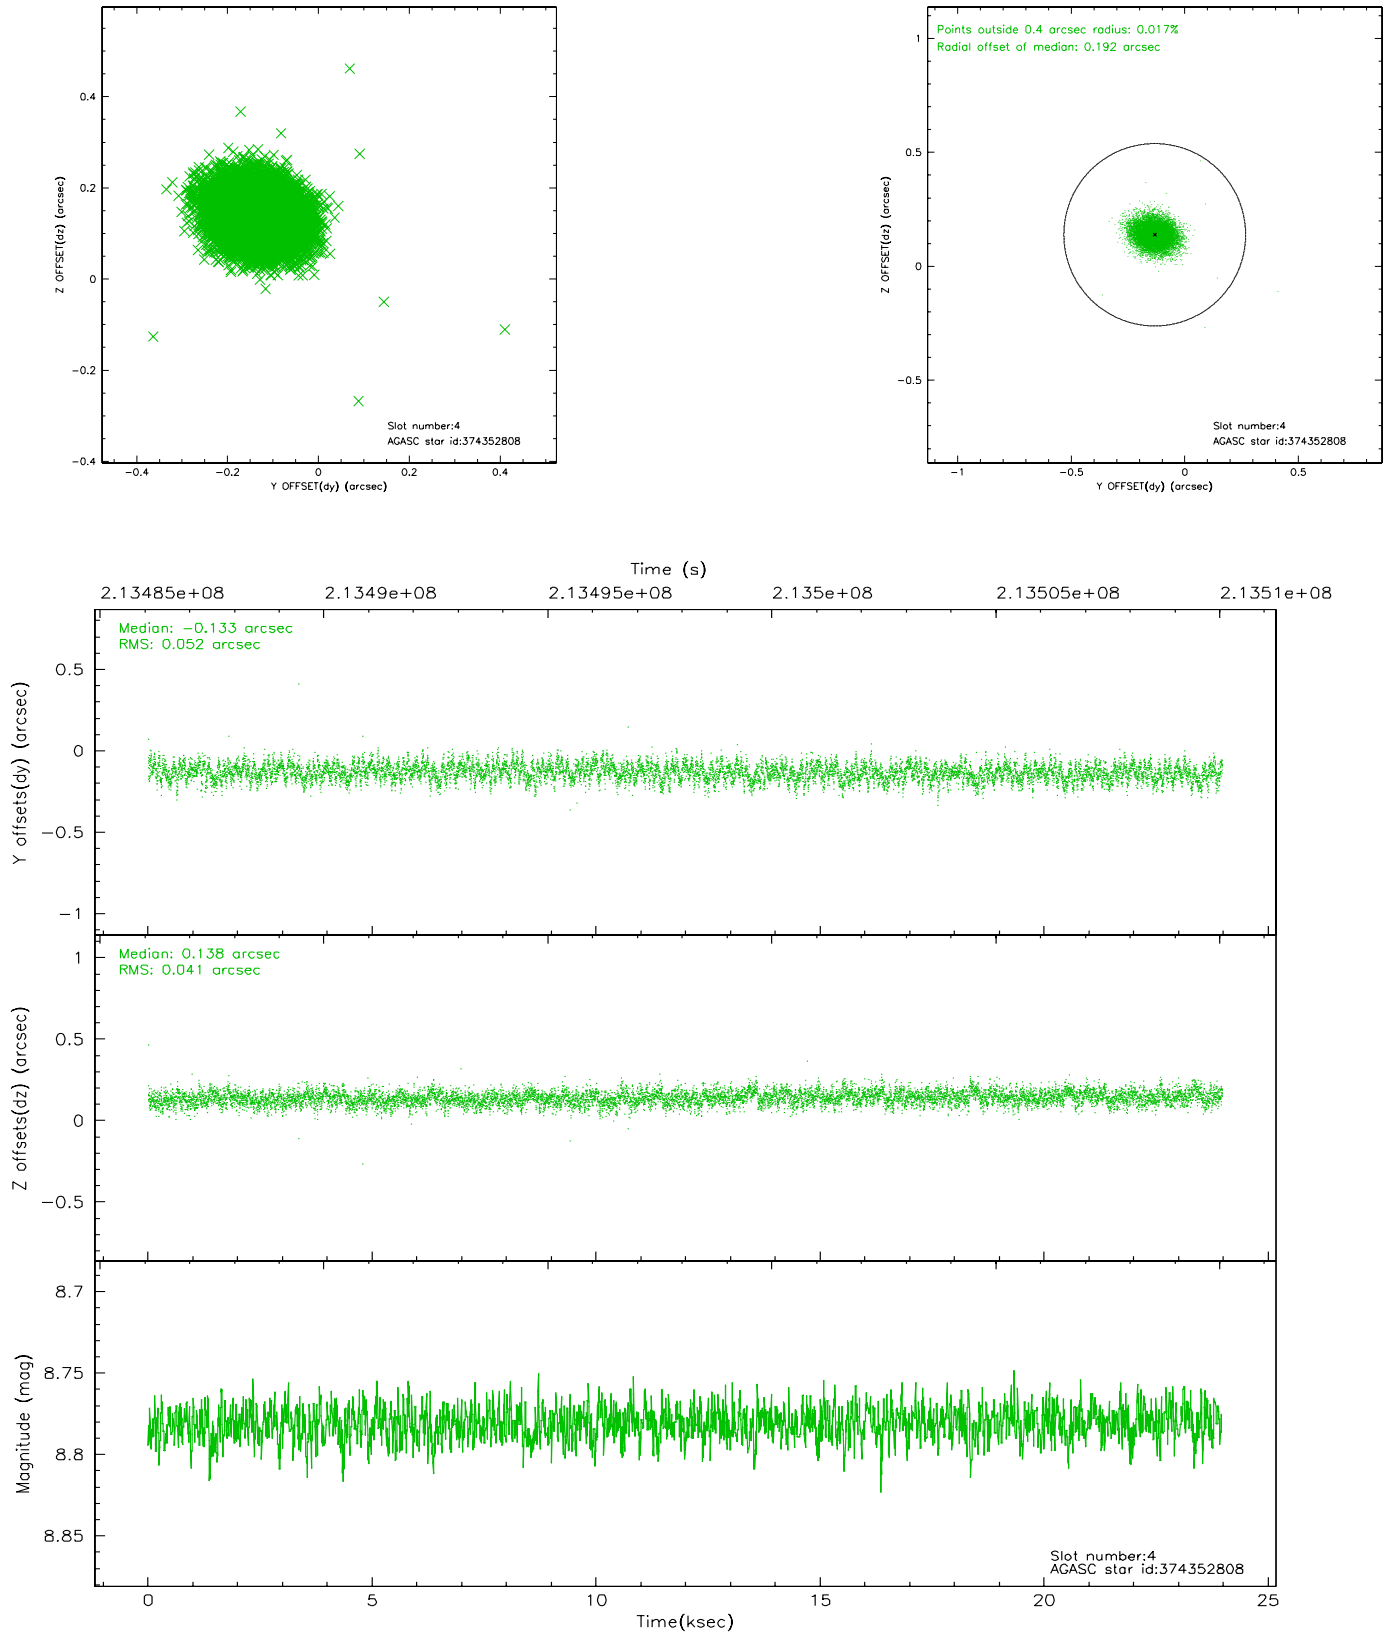 0.4
0.2
0
−0.2
−0.4
Z OFFSET(dz) (arcsec)
−0.4 −0.2 0 0.2 0.4
Y OFFSET(dy) (arcsec)
Slot number:4
AGASC star id:374352808
Points outside 0.4 arcsec radius: 0.017%
Radial offset of median: 0.192 arcsec
1
0.5
0
−0.5
Z OFFSET(dz) (arcsec)
−1 −0.5 0 0.5
Y OFFSET(dy) (arcsec)
Slot number:4
AGASC star id:374352808
Time (s)
2.13485e+08 2.1349e+08 2.13495e+08 2.135e+08 2.13505e+08 2.1351e+08
Median: −0.133 arcsec
RMS: 0.052 arcsec
0.5
0
−0.5
−1
Y offsets(dy) (arcsec)
Median: 0.138 arcsec
RMS: 0.041 arcsec
1
0.5
0
−0.5
Z offsets(dz) (arcsec)
8.7
8.75
8.8
8.85
Magnitude (mag)
Slot number:4
AGASC star id:374352808
0 5 10 15 20 25
Time(ksec)